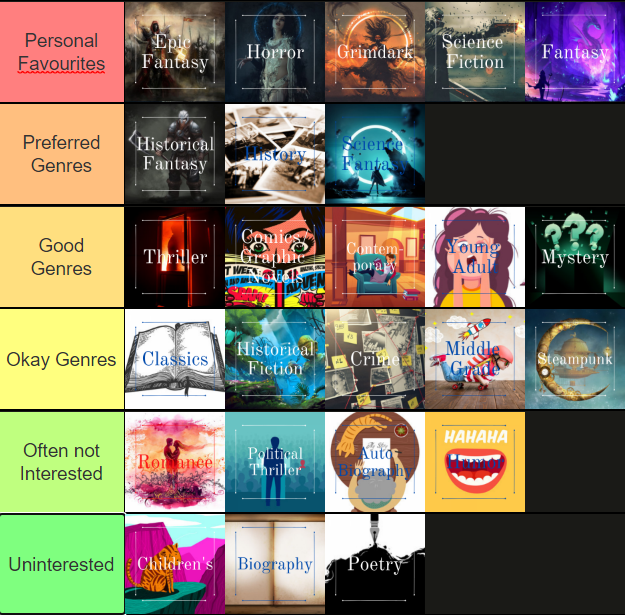 Personal
Favourites
Epic
Fantasy
Horror
Grimdark
Science
Fiction
Fantasy
Preferred
Genres
Historical
Fantasy
History
Science
Fantasy
Good
Genres
Thriller
Comics/
Graphic
Novels
Contem-
porary
Young
Adult
Mystery
Okay Genres
Classics
Historical
Fiction
Crime
Middle
Grade
Steampunk
Often not
Interested
Romance
Political
Thriller
Auto
Biography
HAHAHA
Humor
Uninterested
Children's
Biography
Poetry